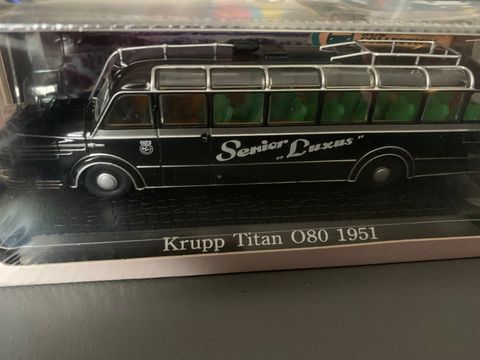 Senior
"Luxus"
Krupp Titan O80 1951